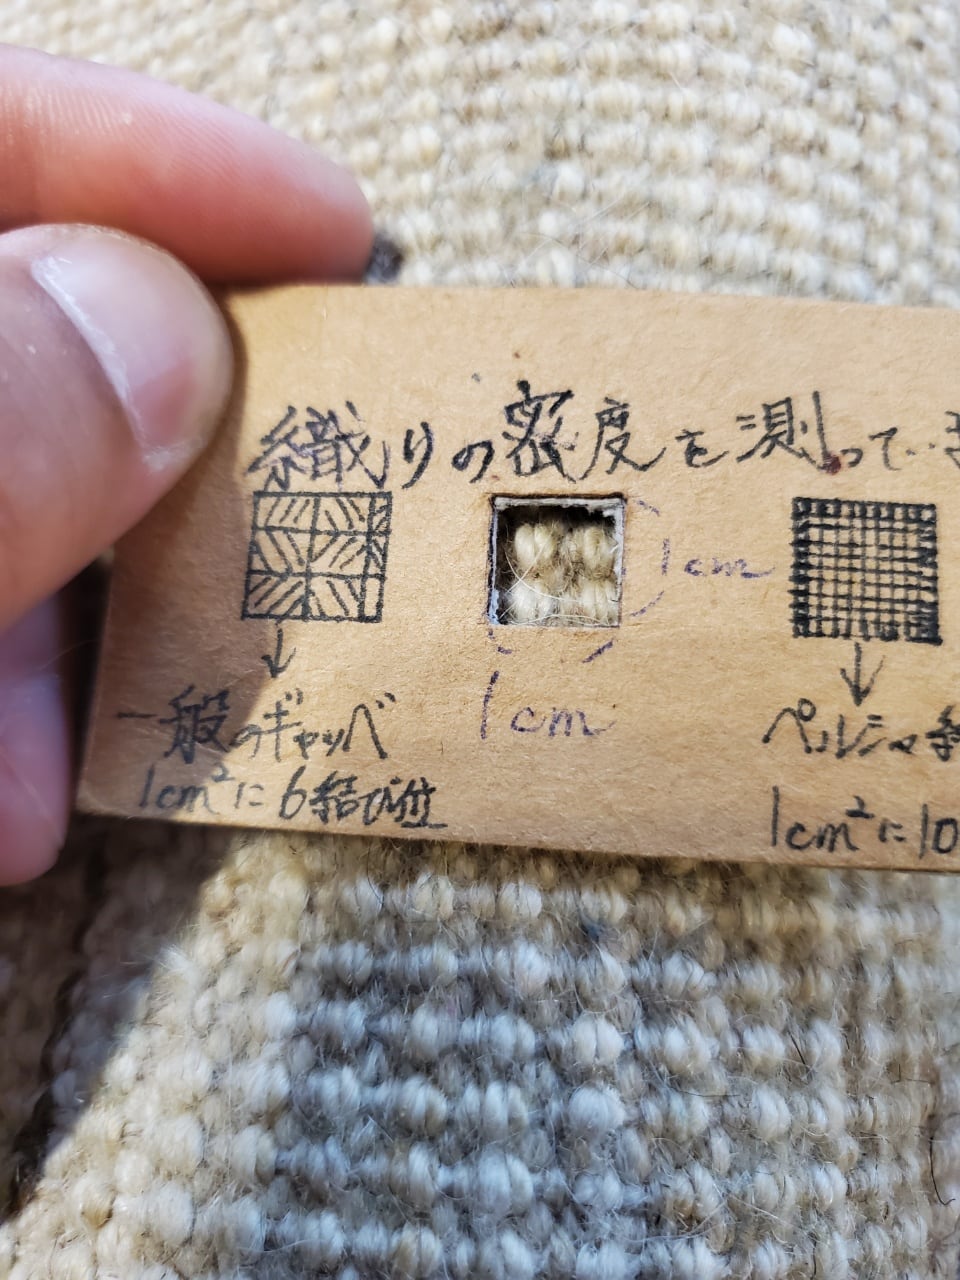 織りの密度を測って
1cm
1cm
一般のギャッベ
1cm²に6結び位
ペルシャ
1cm²に10